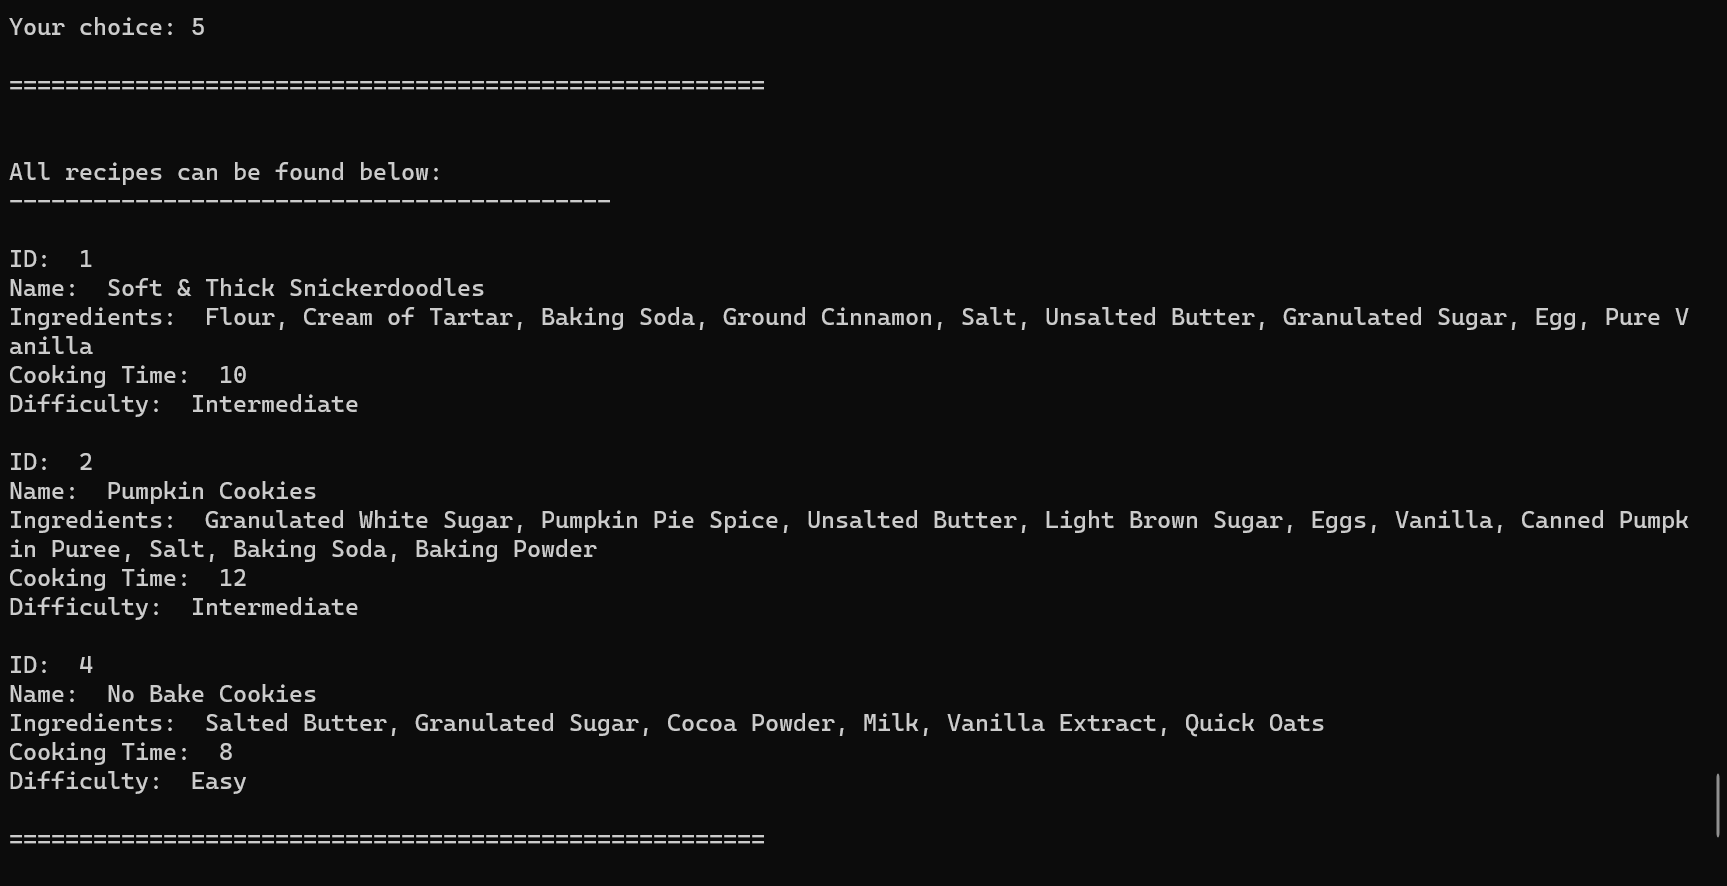 Your choice: 5
======================================================
All recipes can be found below:
-------------------------------------------
ID:  1
Name:  Soft & Thick Snickerdoodles
Ingredients:  Flour, Cream of Tartar, Baking Soda, Ground Cinnamon, Salt, Unsalted Butter, Granulated Sugar, Egg, Pure V
anilla
Cooking Time:  10
Difficulty:  Intermediate
ID:  2
Name:  Pumpkin Cookies
Ingredients:  Granulated White Sugar, Pumpkin Pie Spice, Unsalted Butter, Light Brown Sugar, Eggs, Vanilla, Canned Pumpk
in Puree, Salt, Baking Soda, Baking Powder
Cooking Time:  12
Difficulty:  Intermediate
ID:  4
Name:  No Bake Cookies
Ingredients:  Salted Butter, Granulated Sugar, Cocoa Powder, Milk, Vanilla Extract, Quick Oats
Cooking Time:  8
Difficulty:  Easy
======================================================